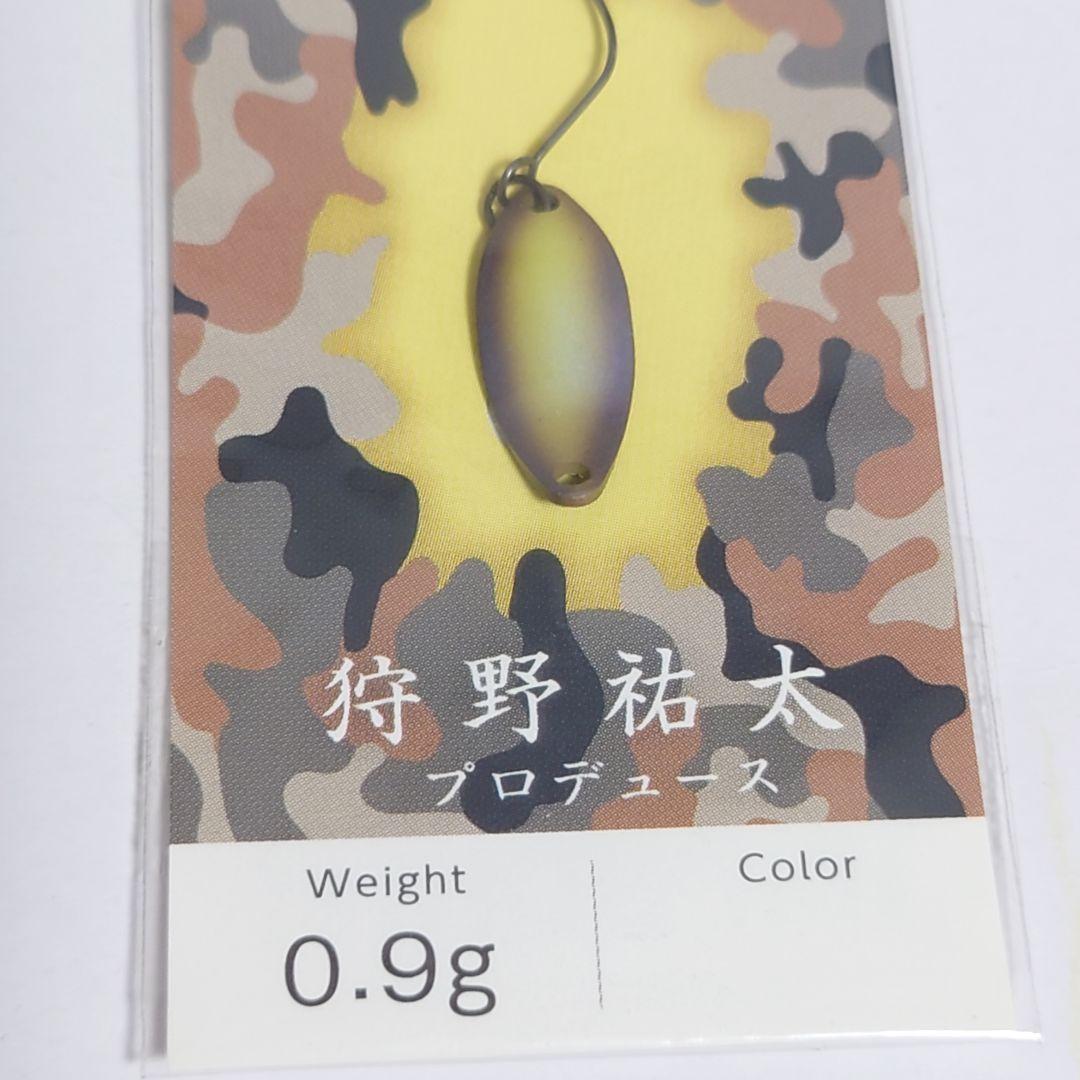 狩野祐太
プロデュース
Weight
Color
0.9g